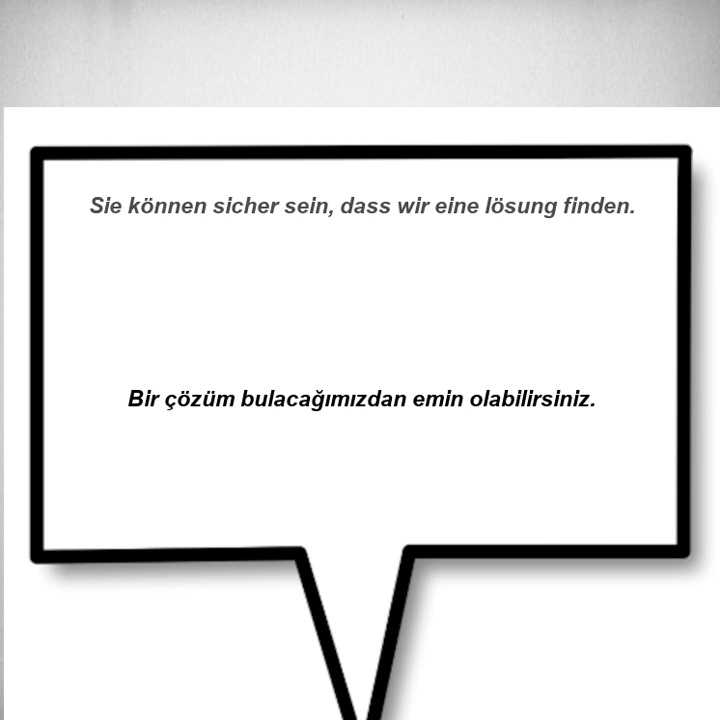 Sie können sicher sein, dass wir eine lösung finden.
Bir çözüm bulacağımızdan emin olabilirsiniz.